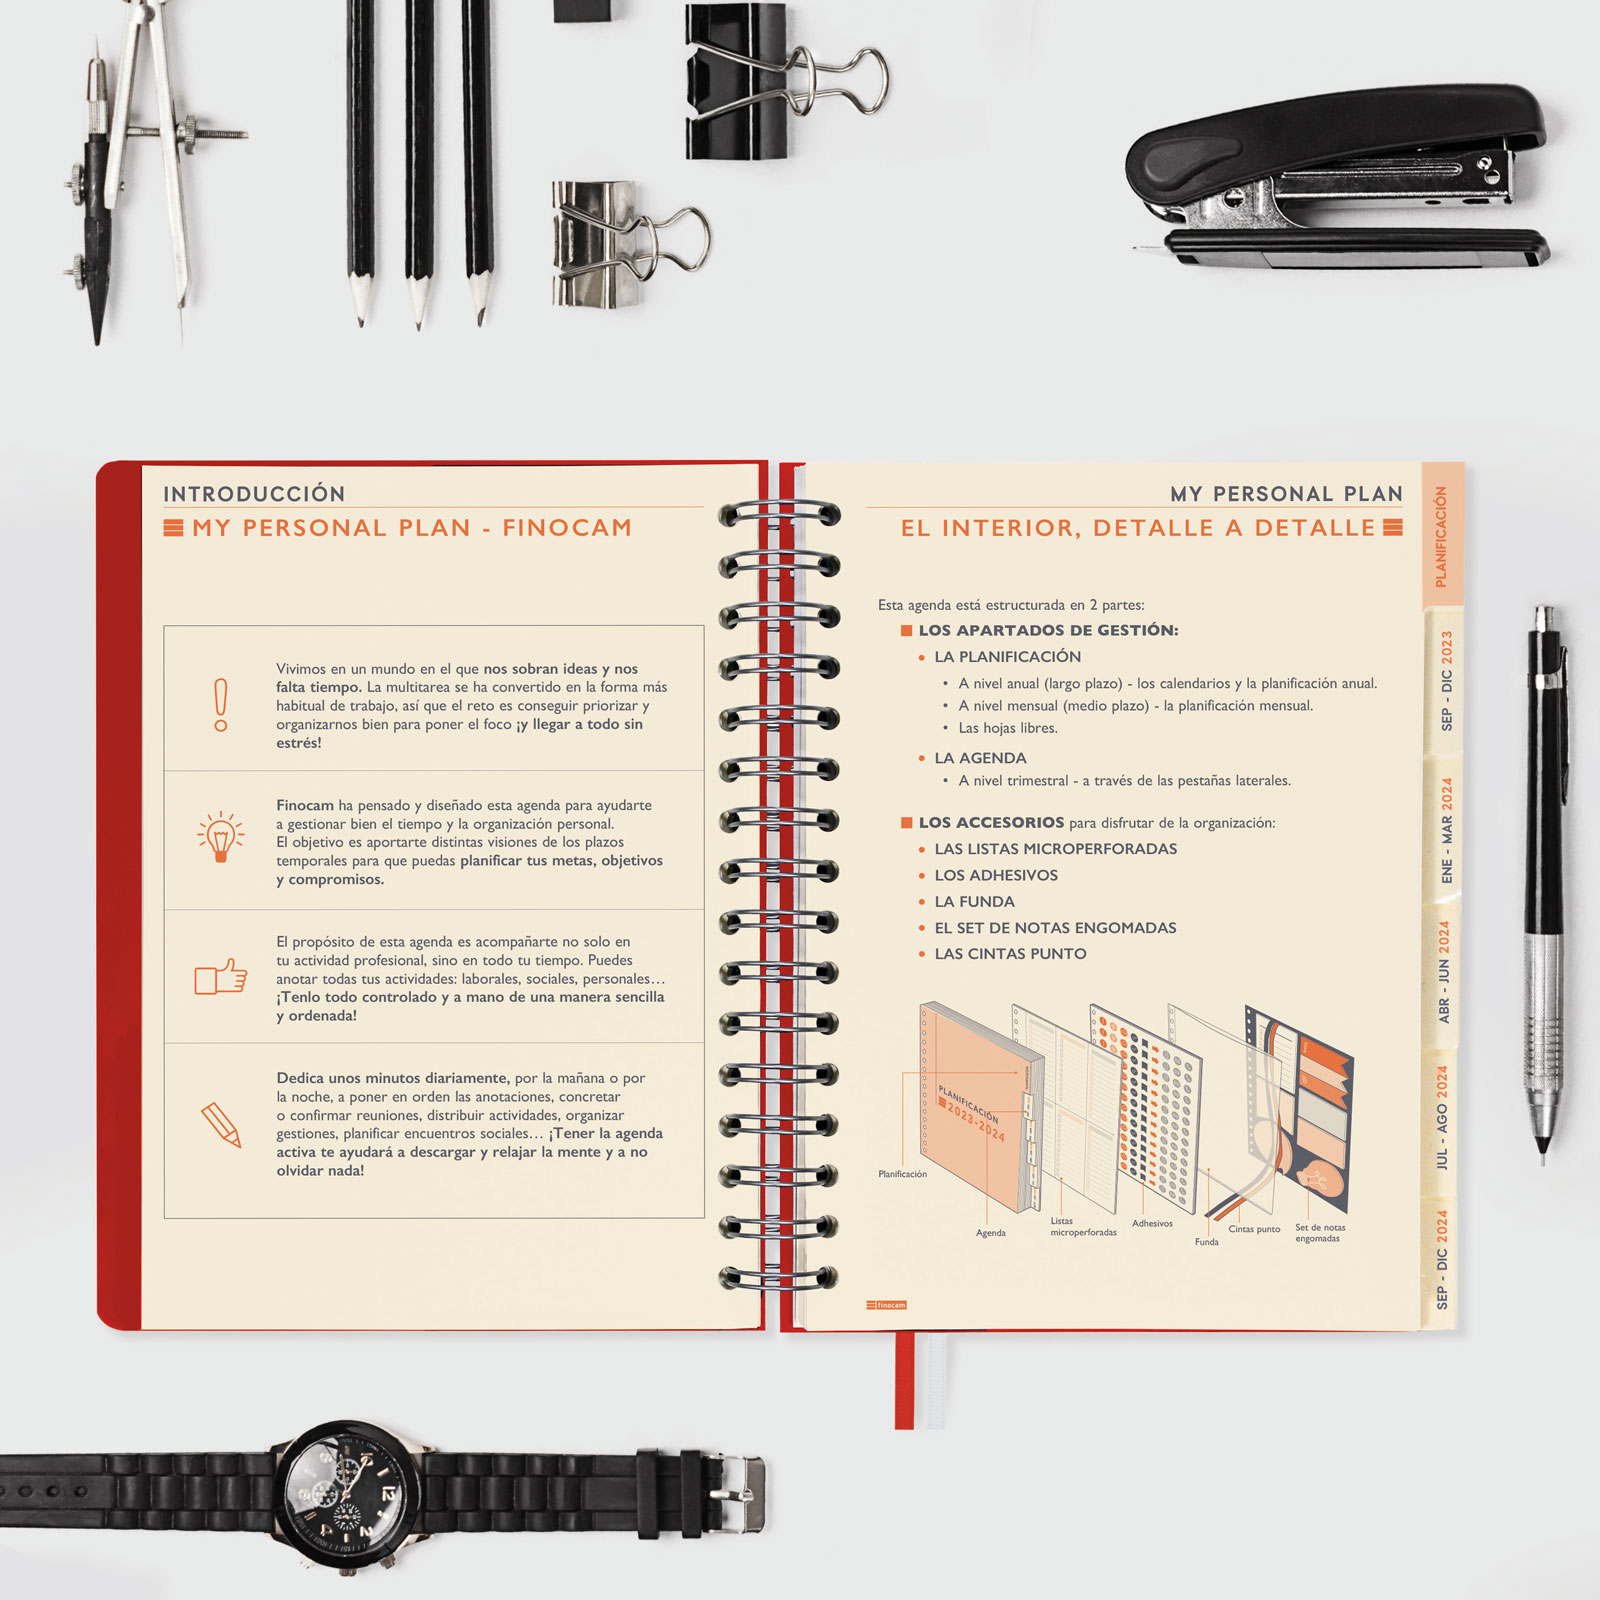 INTRODUCCIÓN
MY PERSONAL PLAN - FINOCAM
Vivimos en un mundo en el que nos sobran ideas y nos
falta tiempo. La multitarea se ha convertido en la forma más
habitual de trabajo, así que el reto es conseguir priorizar y
organizarnos bien para poner el foco ¡y llegar a todo sin
estrés!
Finocam ha pensado y diseñado esta agenda para ayudarte
a gestionar bien el tiempo y la organización personal.
El objetivo es aportarte distintas visiones de los plazos
temporales para que puedas planificar tus metas, objetivos
y compromisos.
El propósito de esta agenda es acompañarte no solo en
tu actividad profesional, sino en todo tu tiempo. Puedes
anotar todas tus actividades: laborales, sociales, personales...
¡Tenlo todo controlado y a mano de una manera sencilla
y ordenada!
Dedica unos minutos diariamente, por la mañana o por
la noche, a poner en orden las anotaciones, concretar
o confirmar reuniones, distribuir actividades, organizar
gestiones, planificar encuentros sociales... ¡Tener la agenda
activa te ayudará a descargar y relajar la mente y a no
olvidar nada!
MY PERSONAL PLAN
EL INTERIOR, DETALLE A DETALLE
Esta agenda está estructurada en 2 partes:
LOS APARTADOS DE GESTIÓN:
• LA PLANIFICACIÓN
• A nivel anual (largo plazo) - los calendarios y la planificación anual.
• A nivel mensual (medio plazo) - la planificación mensual.
• Las hojas libres.
• LA AGENDA
• A nivel trimestral - a través de las pestañas laterales.
LOS ACCESORIOS para disfrutar de la organización:
• LAS LISTAS MICROPERFORADAS
• LOS ADHESIVOS
• LA FUNDA
• EL SET DE NOTAS ENGOMADAS
• LAS CINTAS PUNTO
PLANIFICACIÓN
2023-2024
Planificación
Agenda
Listas
microperforadas
Adhesivos
Funda
Cintas punto
Set de notas
engomadas
finocam
PLANIFICACIÓN
SEP - DIC 2023
ENE - MAR 2024
ABR - JUN 2024
JUL - AGO 2024
SEP - DIC 2024